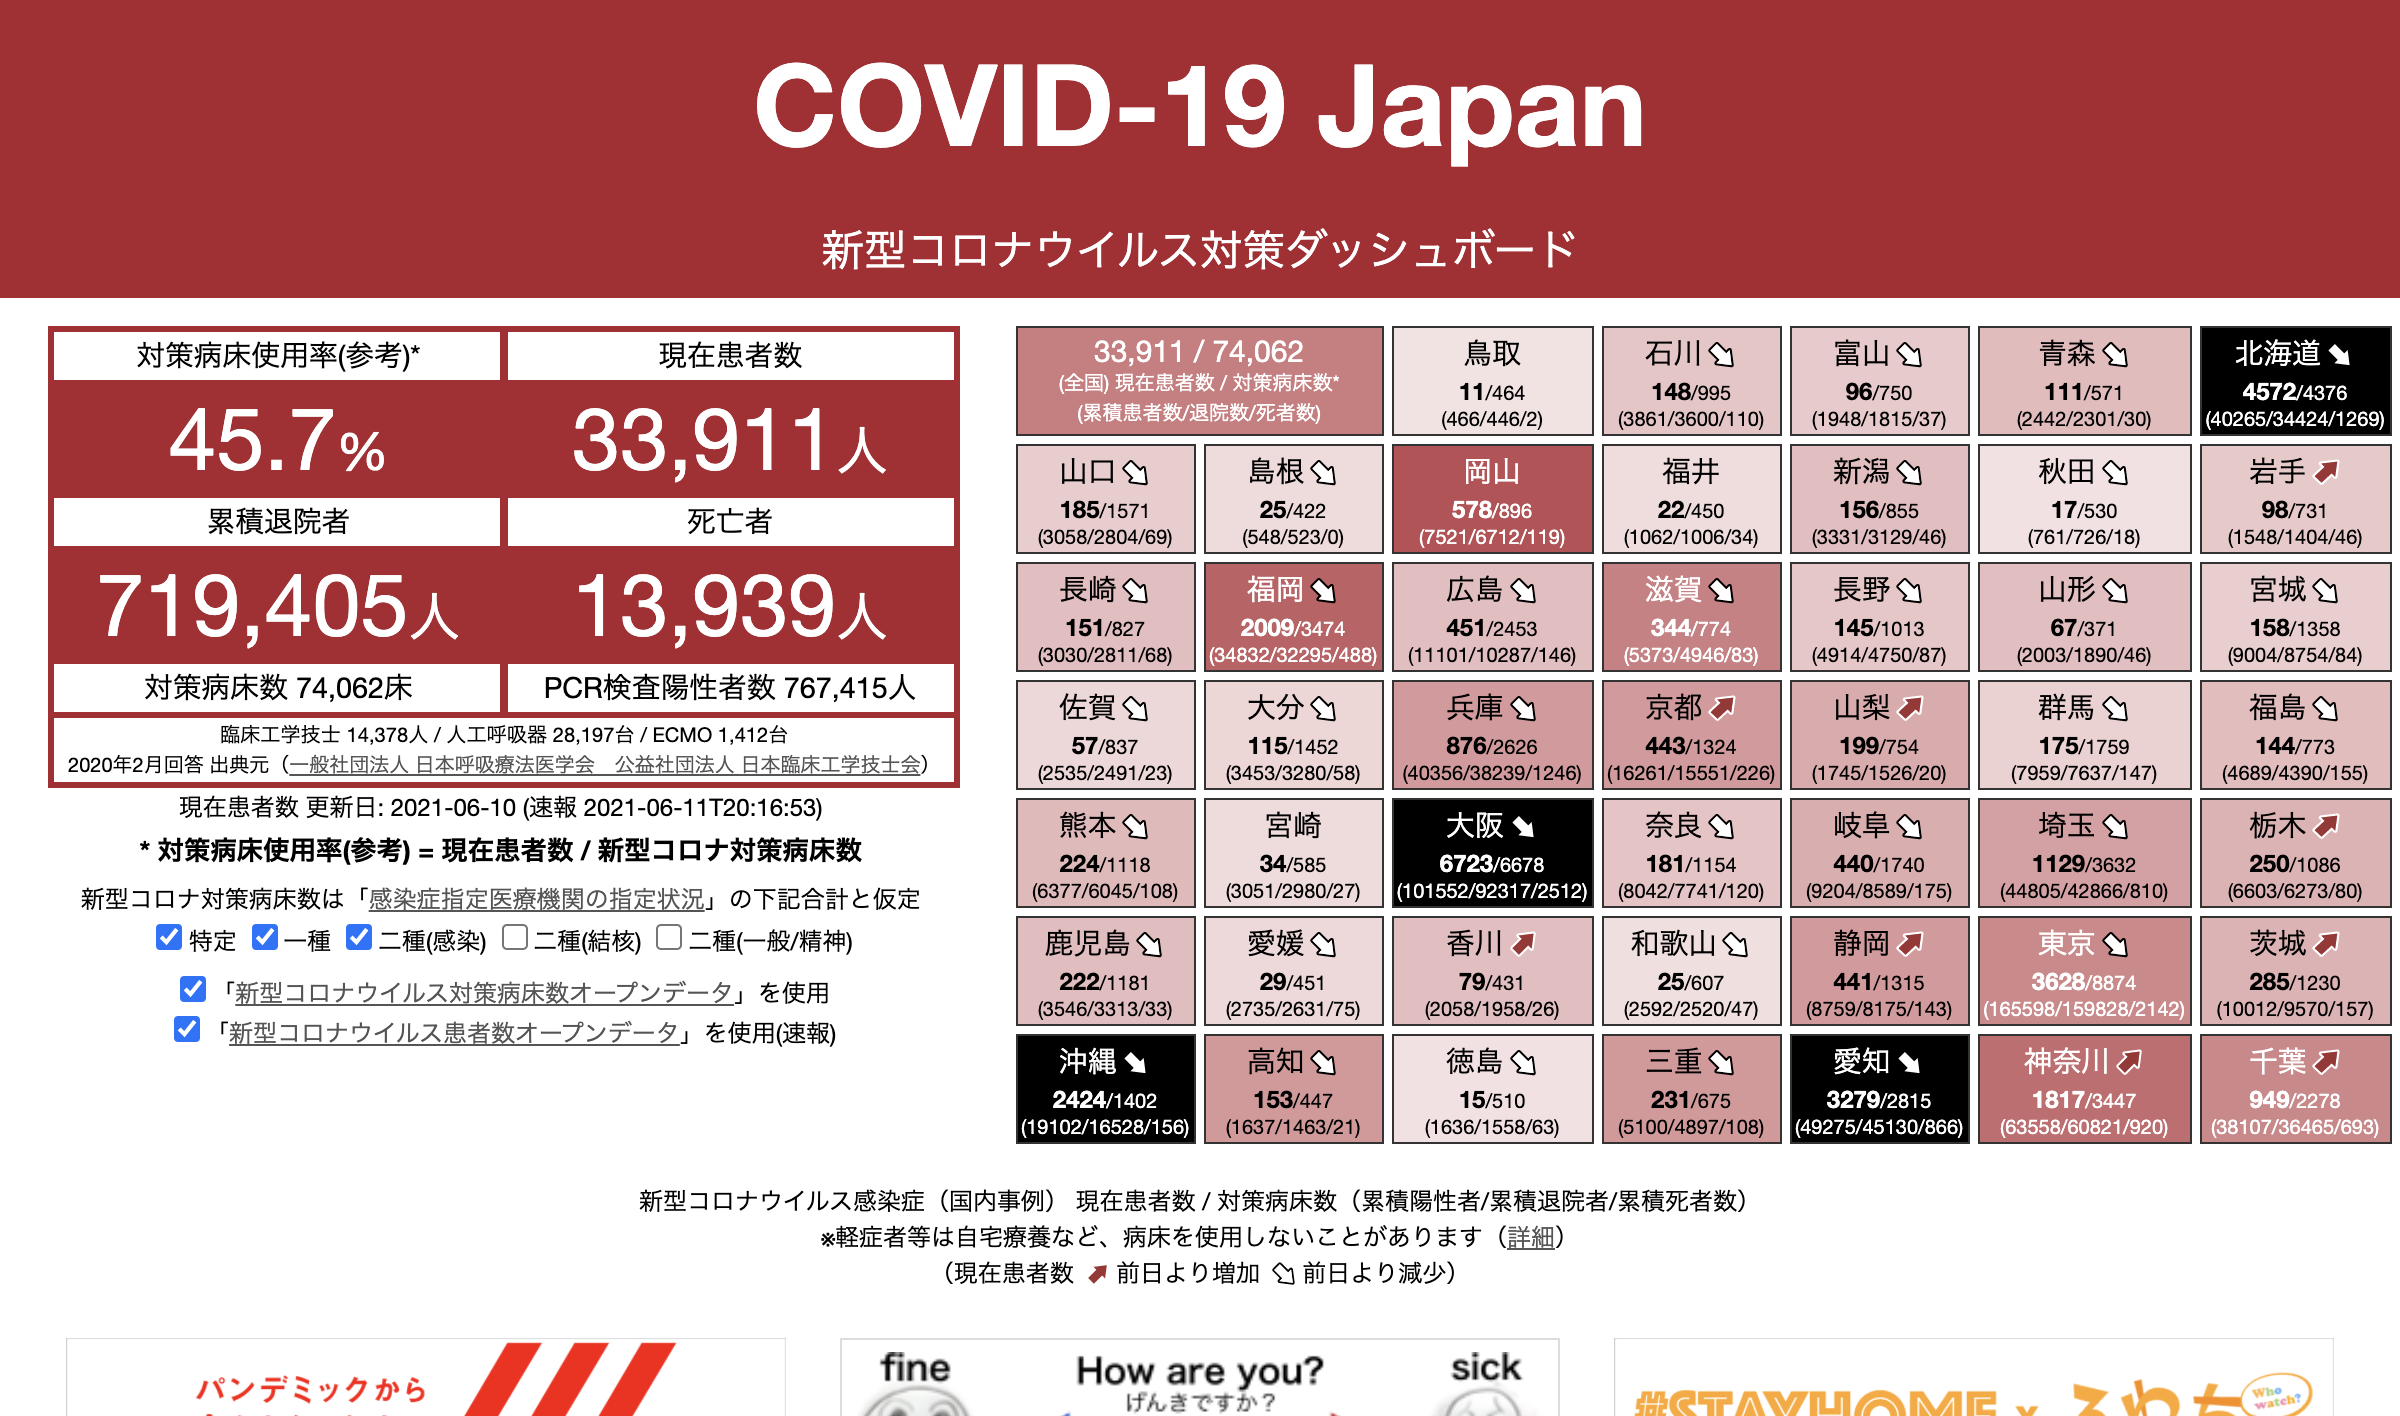 COVID-19 Japan
新型コロナウイルス対策ダッシュボード
対策病床使用率(参考)*
現在患者数
45.7%
33,911人
累積退院者
死亡者
719,405人
13,939人
対策病床数 74,062床
PCR検査陽性者数 767,415人
臨床工学技士 14,378人 / 人工呼吸器 28,197台 / ECMO 1,412台
2020年2月回答 出典元（一般社団法人 日本呼吸療法医学会　公益社団法人 日本臨床工学技士会）
現在患者数 更新日: 2021-06-10 (速報 2021-06-11T20:16:53)
* 対策病床使用率(参考) = 現在患者数 / 新型コロナ対策病床数
新型コロナ対策病床数は「感染症指定医療機関の指定状況」の下記合計と仮定
特定 一種 二種(感染) 二種(結核) 二種(一般/精神)
「新型コロナウイルス対策病床数オープンデータ」を使用
「新型コロナウイルス患者数オープンデータ」を使用(速報)
33,911 / 74,062
(全国) 現在患者数 / 対策病床数*
(累積患者数/退院数/死者数)
鳥取
11/464
(466/446/2)
石川
148/995
(3861/3600/110)
富山
96/750
(1948/1815/37)
青森
111/571
(2442/2301/30)
北海道
4572/4376
(40265/34424/1269)
山口
185/1571
(3058/2804/69)
島根
25/422
(548/523/0)
岡山
578/896
(7521/6712/119)
福井
22/450
(1062/1006/34)
新潟
156/855
(3331/3129/46)
秋田
17/530
(761/726/18)
岩手
98/731
(1548/1404/46)
長崎
151/827
(3030/2811/68)
福岡
2009/3474
(34832/32295/488)
広島
451/2453
(11101/10287/146)
滋賀
344/774
(5373/4946/83)
長野
145/1013
(4914/4750/87)
山形
67/371
(2003/1890/46)
宮城
158/1358
(9004/8754/84)
佐賀
57/837
(2535/2491/23)
大分
115/1452
(3453/3280/58)
兵庫
876/2626
(40356/38239/1246)
京都
443/1324
(16261/15551/226)
山梨
199/754
(1745/1526/20)
群馬
175/1759
(7959/7637/147)
福島
144/773
(4689/4390/155)
熊本
224/1118
(6377/6045/108)
宮崎
34/585
(3051/2980/27)
大阪
6723/6678
(101552/92317/2512)
奈良
181/1154
(8042/7741/120)
岐阜
440/1740
(9204/8589/175)
埼玉
1129/3632
(44805/42866/810)
栃木
250/1086
(6603/6273/80)
鹿児島
222/1181
(3546/3313/33)
愛媛
29/451
(2735/2631/75)
香川
79/431
(2058/1958/26)
和歌山
25/607
(2592/2520/47)
静岡
441/1315
(8759/8175/143)
東京
3628/8874
(165598/159828/2142)
茨城
285/1230
(10012/9570/157)
沖縄
2424/1402
(19102/16528/156)
高知
153/447
(1637/1463/21)
徳島
15/510
(1636/1558/63)
三重
231/675
(5100/4897/108)
愛知
3279/2815
(49275/45130/866)
神奈川
1817/3447
(63558/60821/920)
千葉
949/2278
(38107/36465/693)
新型コロナウイルス感染症（国内事例） 現在患者数 / 対策病床数（累積陽性者/累積退院者/累積死者数）
※軽症者等は自宅療養など、病床を使用しないことがあります（詳細）
（現在患者数 前日より増加 前日より減少）
パンデミックから
fine
How are you?
sick
げんきですか？
#STAYHOME x
Who watch?